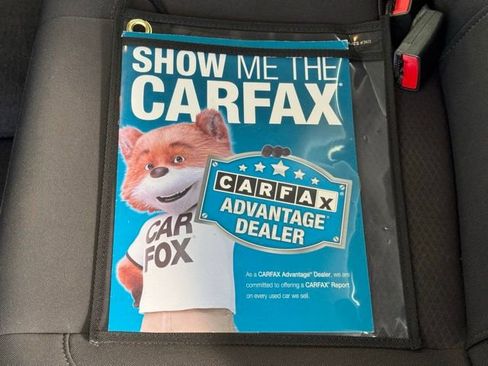 SHOW ME THE
CARFAX®
CARFAX®
ADVANTAGE®
DEALER
CAR
FOX
As a CARFAX Advantage® Dealer, we are
committed to offering a CARFAX® Report
on every used car we sell.